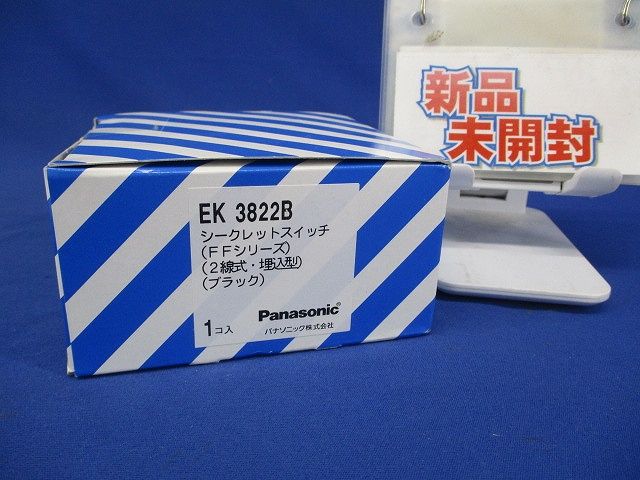 新品
未開封
EK 3822B
シークレットスイッチ
(FFシリーズ)
(2線式・埋込型)
(ブラック)
Panasonic®
1コ入
パナソニック株式会社